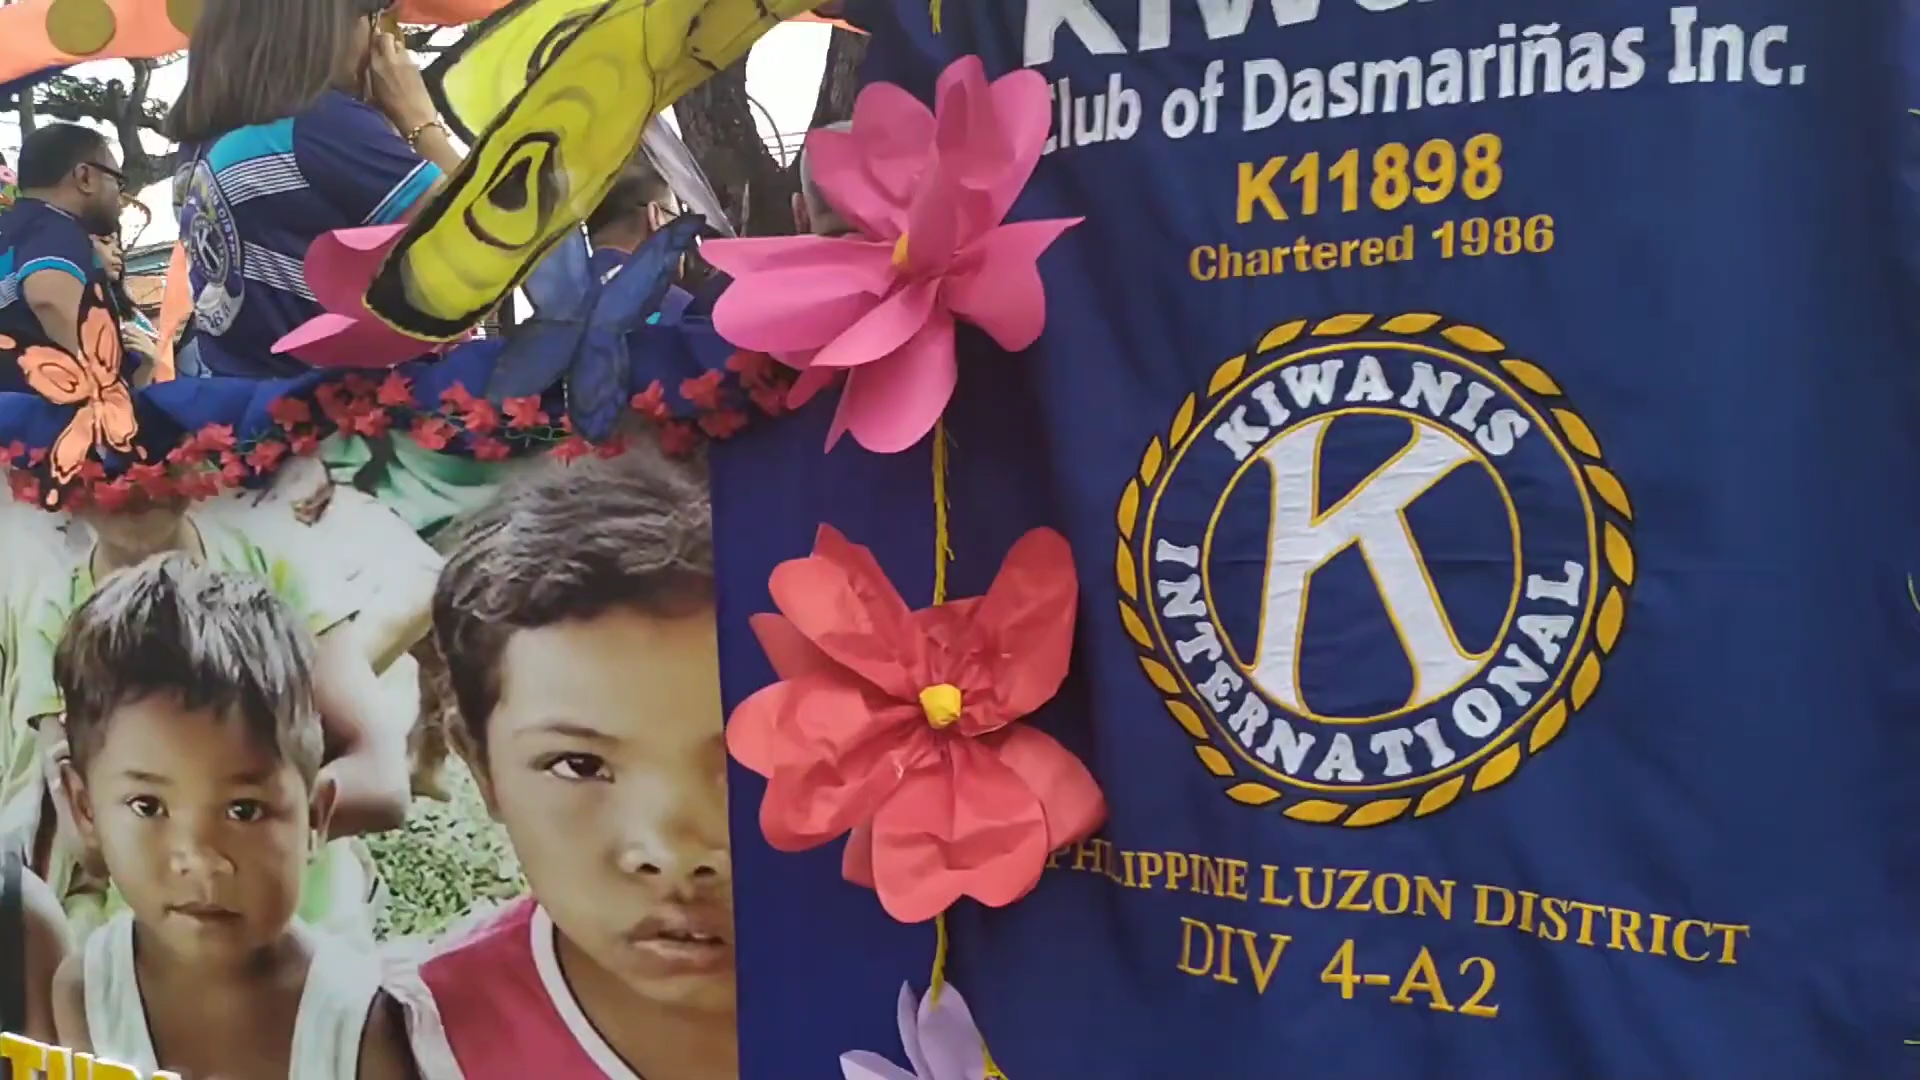 Club of Dasmariñas Inc.
K11898
Chartered 1986
KIWANIS
K
INTERNATIONAL
PHILIPPINE LUZON DISTRICT
DIV 4-A2